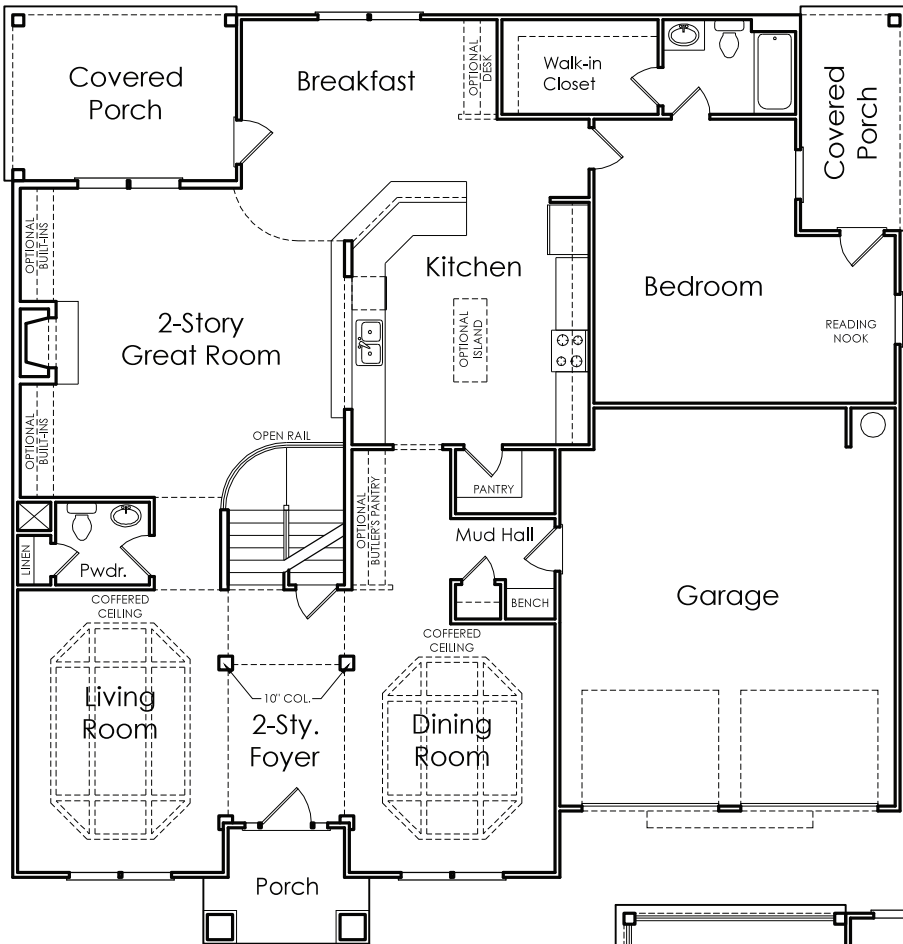 Covered
Porch
Breakfast
OPTIONAL
DESK
Walk-in
Closet
Covered
Porch
OPTIONAL
BUILT-INS
2-Story
Great Room
Kitchen
OPTIONAL
ISLAND
Bedroom
READING
NOOK
OPTIONAL
BUILT-INS
OPEN RAIL
PANTRY
OPTIONAL
BUTLER'S PANTRY
Mud Hall
LINEN
Pwdr.
BENCH
Garage
COFFERED
CEILING
COFFERED
CEILING
Living
Room
10" COL.
2-Sty.
Foyer
Dining
Room
Porch